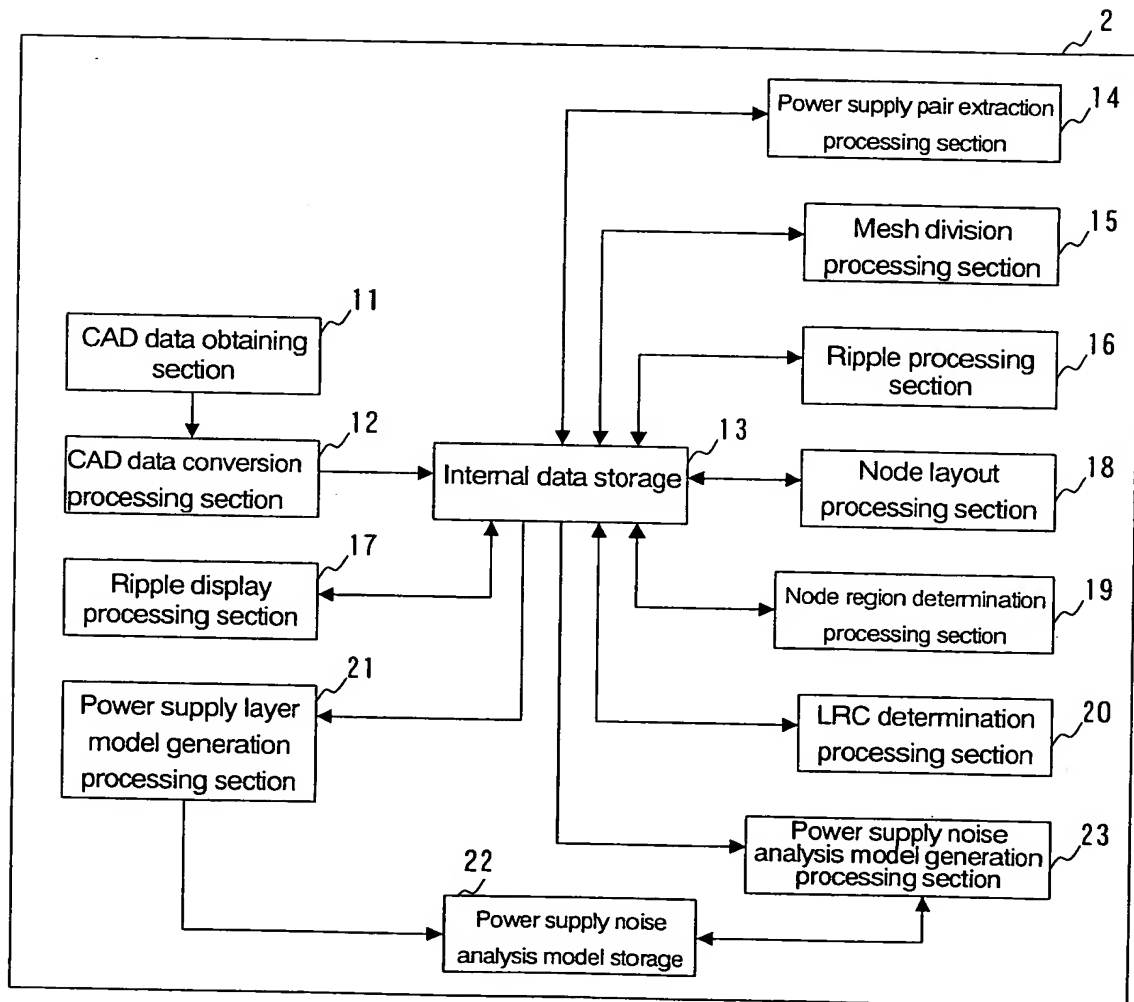 2
Power supply pair extraction
processing section
14
Mesh division
processing section
15
11
CAD data obtaining
section
Ripple processing
section
16
12
CAD data conversion
processing section
13
Internal data storage
Node layout
processing section
18
17
Ripple display
processing section
Node region determination
processing section
19
21
Power supply layer
model generation
processing section
LRC determination
processing section
20
Power supply noise
analysis model generation
processing section
23
22
Power supply noise
analysis model storage